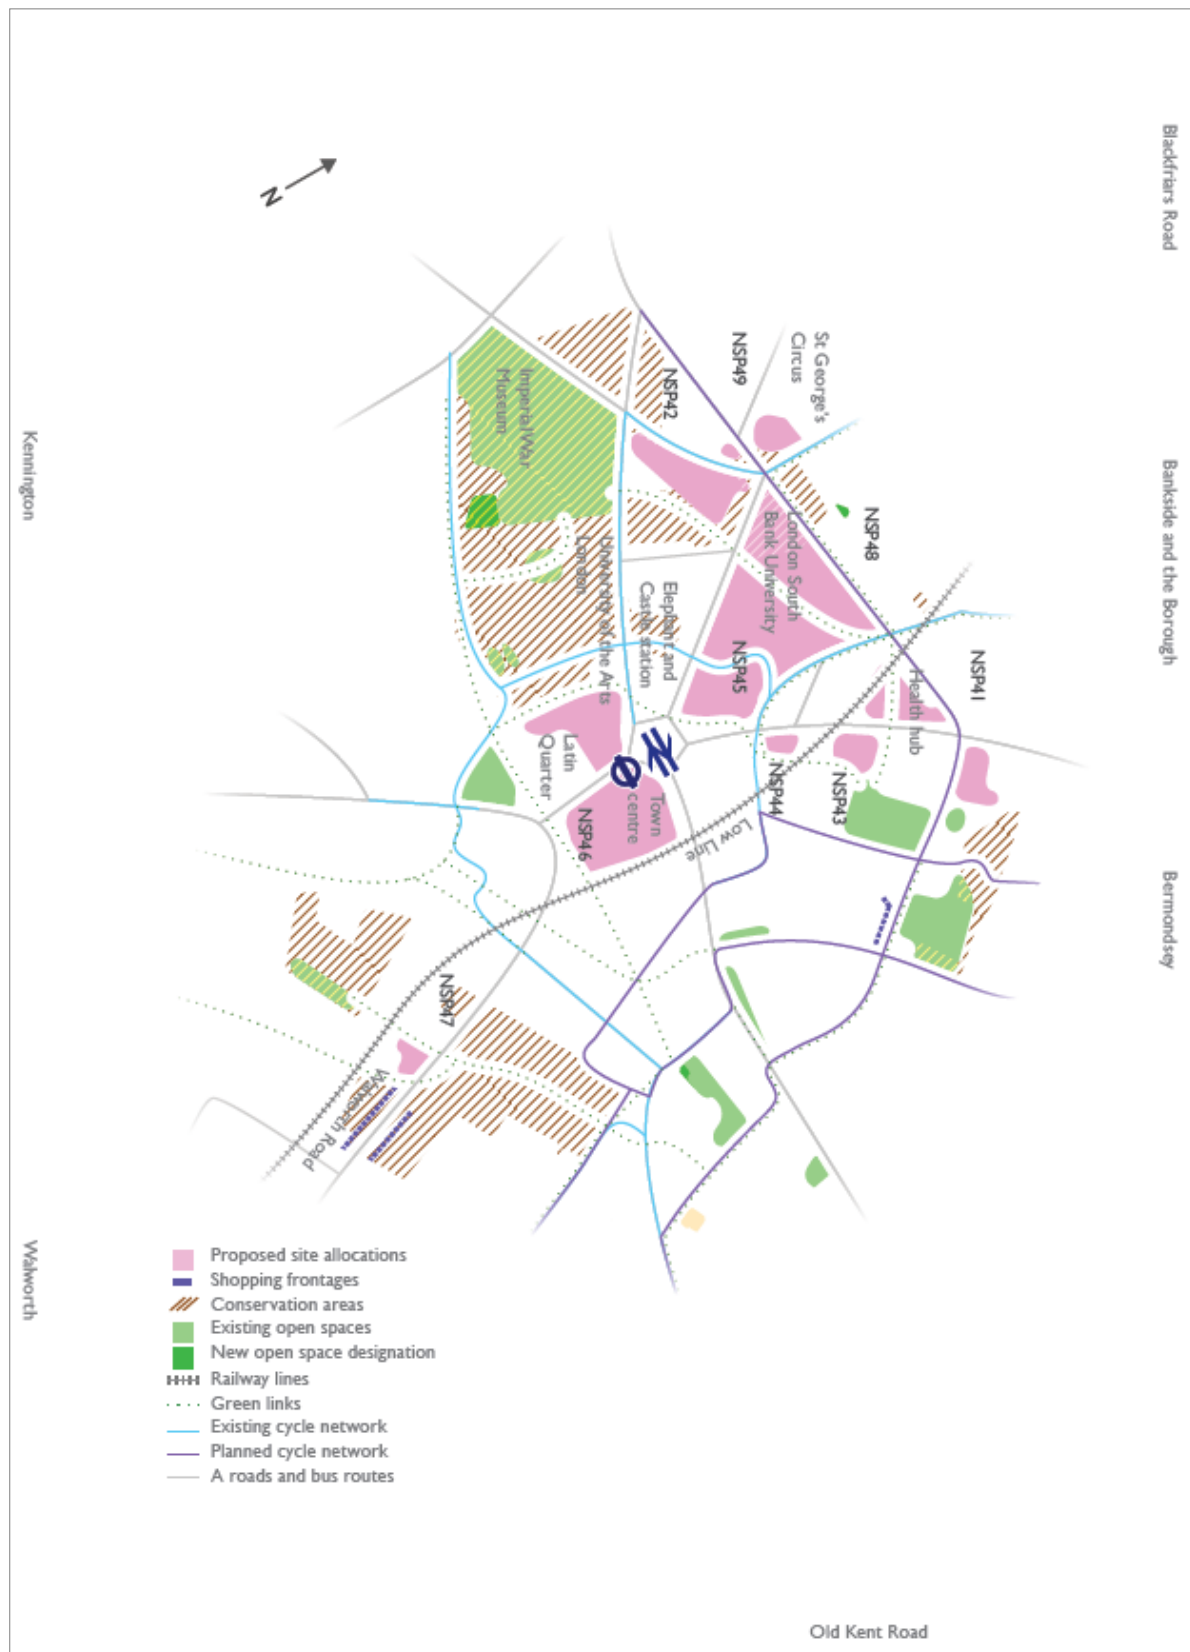 Blackfriars Road
Bankside and the Borough
Bermondsey
Kennington
Walworth
Old Kent Road
N
St George's
Circus
NSP49
NSP42
Imperial War
Museum
NSP48
London South
Bank University
University of the Arts
London
Elephant and
Castle station
NSP45
NSP41
Health hub
Latin
Quarter
Town
centre
NSP46
NSP44
NSP43
Low Line
NSP47
Walworth Road
Proposed site allocations
Shopping frontages
Conservation areas
Existing open spaces
New open space designation
Railway lines
Green links
Existing cycle network
Planned cycle network
A roads and bus routes